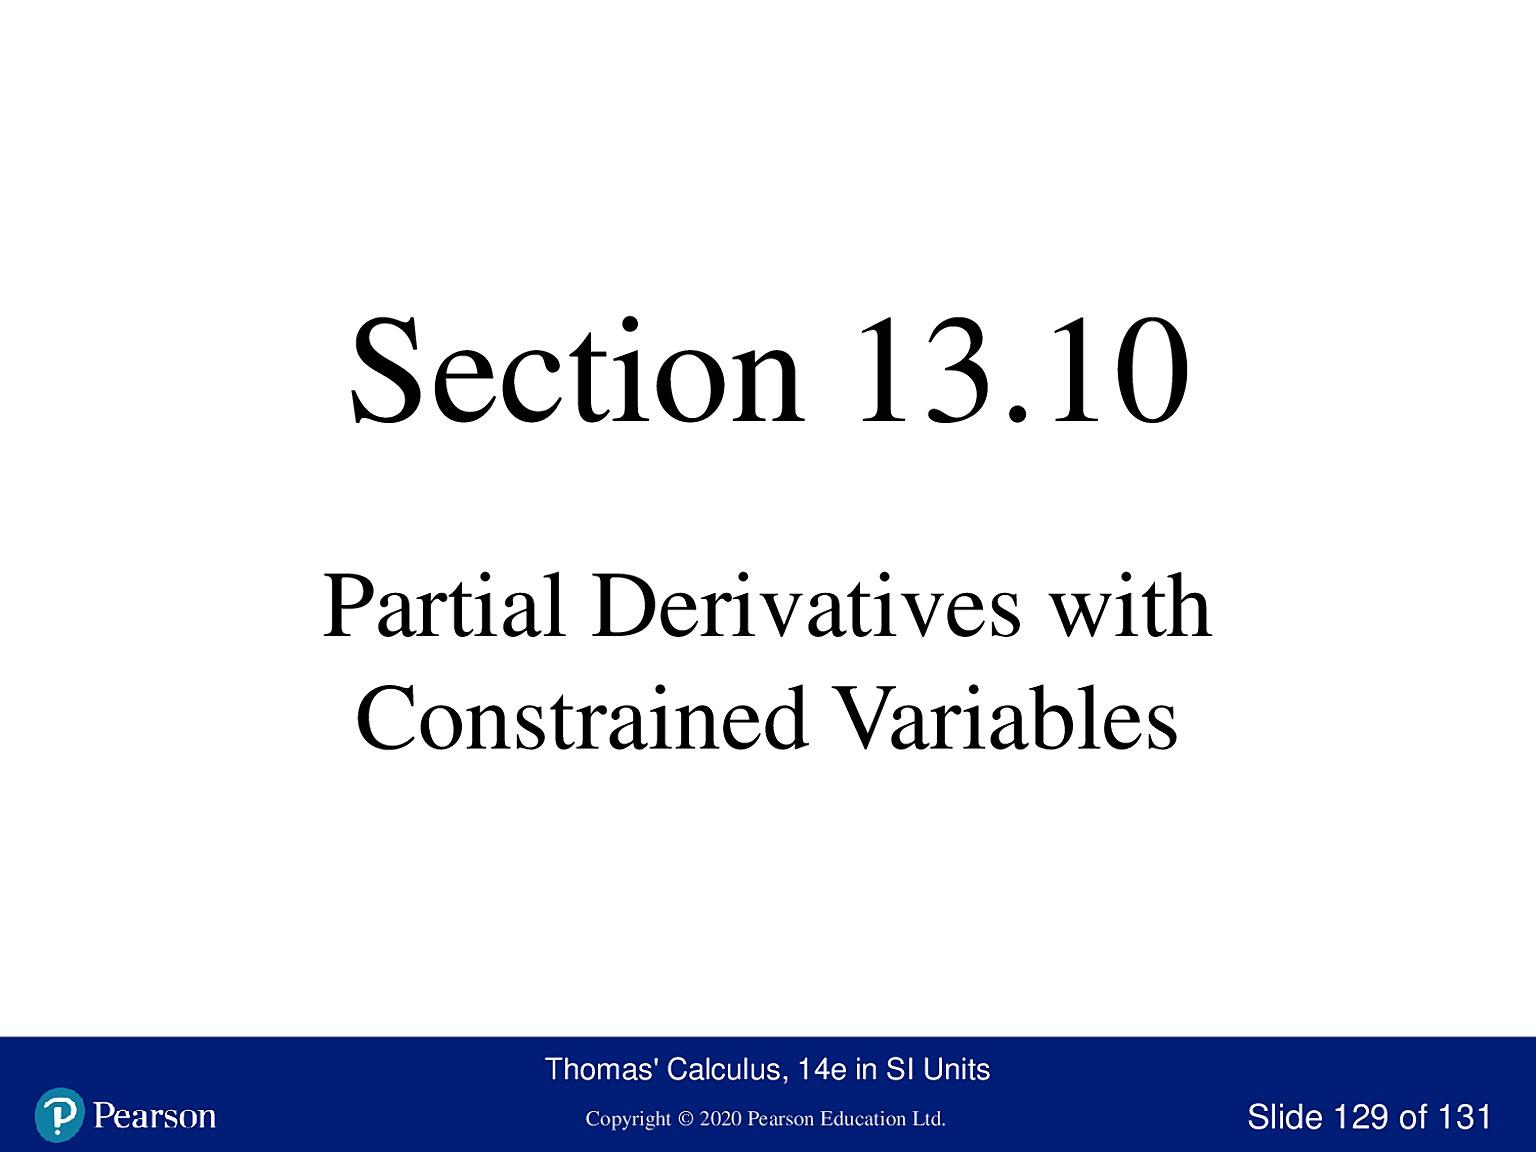 Section 13.10
Partial Derivatives with
Constrained Variables
Thomas' Calculus, 14e in SI Units
Pearson
Copyright © 2020 Pearson Education Ltd.
Slide 129 of 131